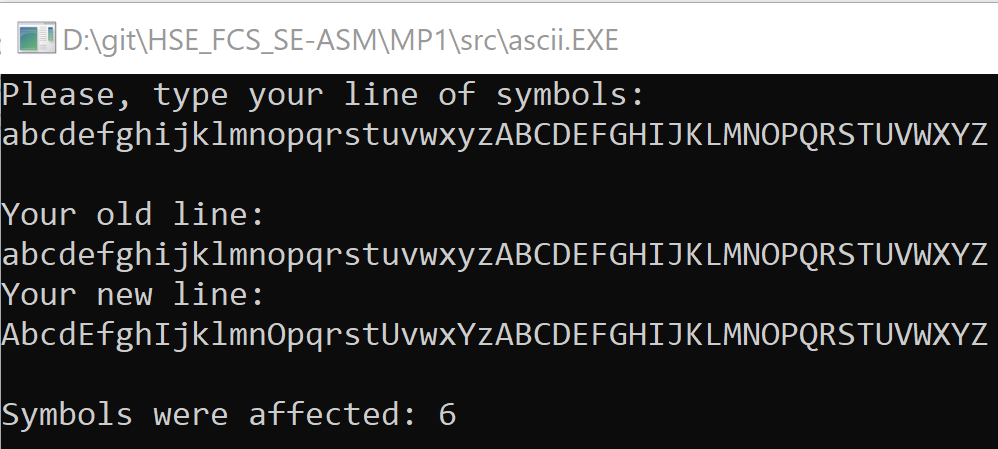 D:\git\HSE_FCS_SE-ASM\MP1\src\ascii.EXE
Please, type your line of symbols:
abcdefghijklmnopqrstuvwxyzABCDEFGHIJKLMNOPQRSTUVWXYZ
Your old line:
abcdefghijklmnopqrstuvwxyzABCDEFGHIJKLMNOPQRSTUVWXYZ
Your new line:
AbcdEfghIjklmnOpqrstUvwxYzABCDEFGHIJKLMNOPQRSTUVWXYZ
Symbols were affected: 6